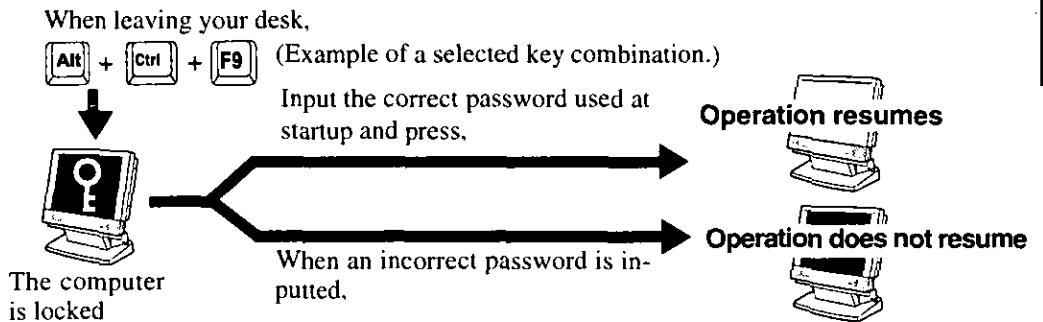 When leaving your desk,
Alt + Ctrl + F9 (Example of a selected key combination.)
Input the correct password used at
startup and press,
Operation resumes
Operation does not resume
When an incorrect password is in-
putted,
The computer
is locked